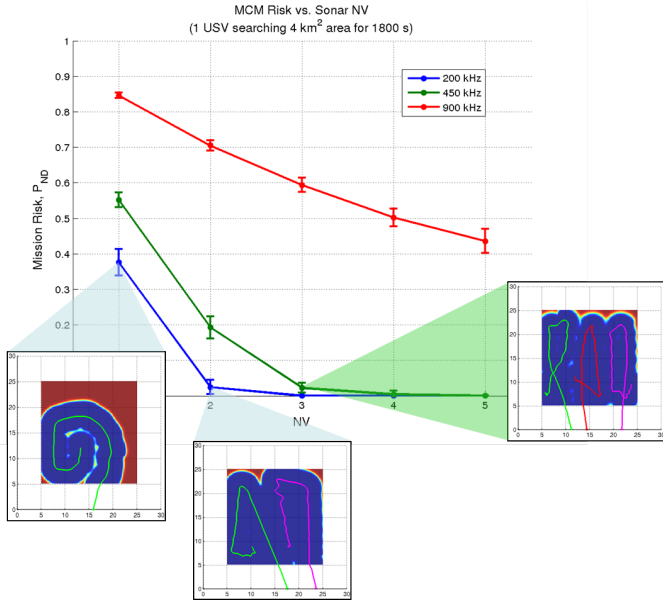 MCM Risk vs. Sonar NV
(1 USV searching 4 km² area for 1800 s)
1
0.9
0.8
0.7
0.6
0.5
0.4
0.3
0.2
Mission Risk, P_ND
200 kHz
450 kHz
900 kHz
2 3 4 5
NV
30
25
20
15
10
5
0
0 5 10 15 20 25 30
30
25
20
15
10
5
0
0 5 10 15 20 25 30
30
25
20
15
10
5
0
0 5 10 15 20 25 30